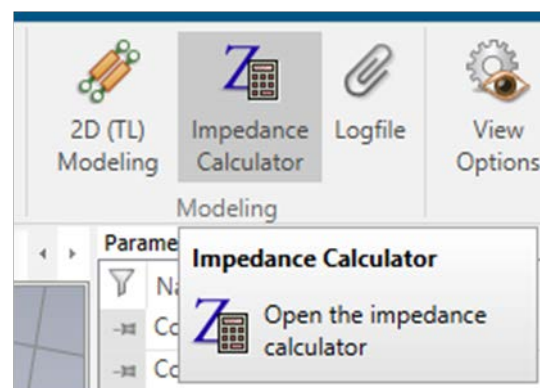 2D (TL)
Modeling
Impedance
Calculator
Logfile
View
Options
Modeling
Impedance Calculator
Open the impedance
calculator